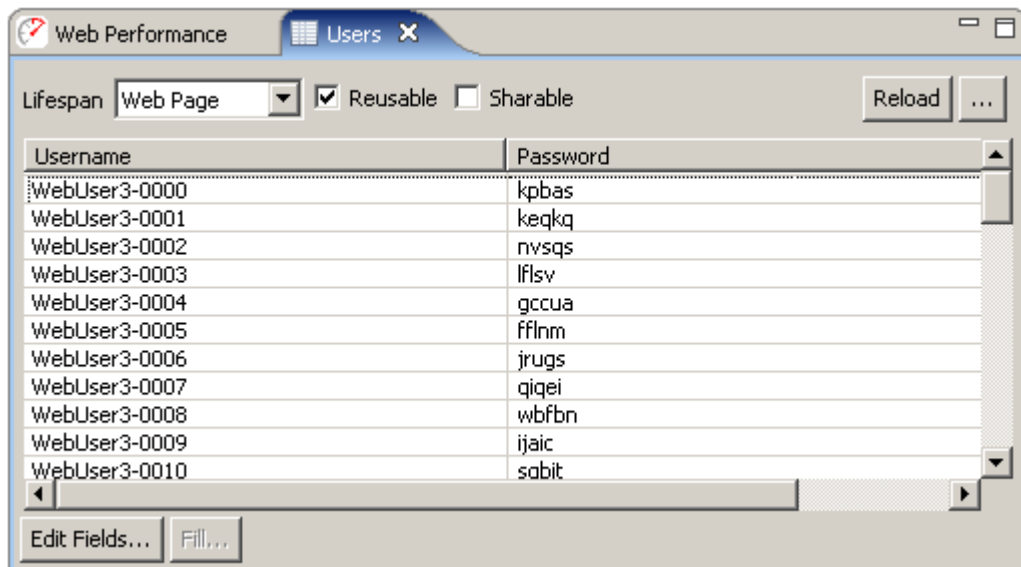 Web Performance Users
Lifespan Web Page Reusable Sharable Reload ...
Username Password
WebUser3-0000 kpbas
WebUser3-0001 keqkq
WebUser3-0002 nvsqs
WebUser3-0003 lflsv
WebUser3-0004 gccua
WebUser3-0005 fflnm
WebUser3-0006 jrugs
WebUser3-0007 qiqei
WebUser3-0008 wbfbn
WebUser3-0009 ijaic
WebUser3-0010 sqbit
Edit Fields... Fill...